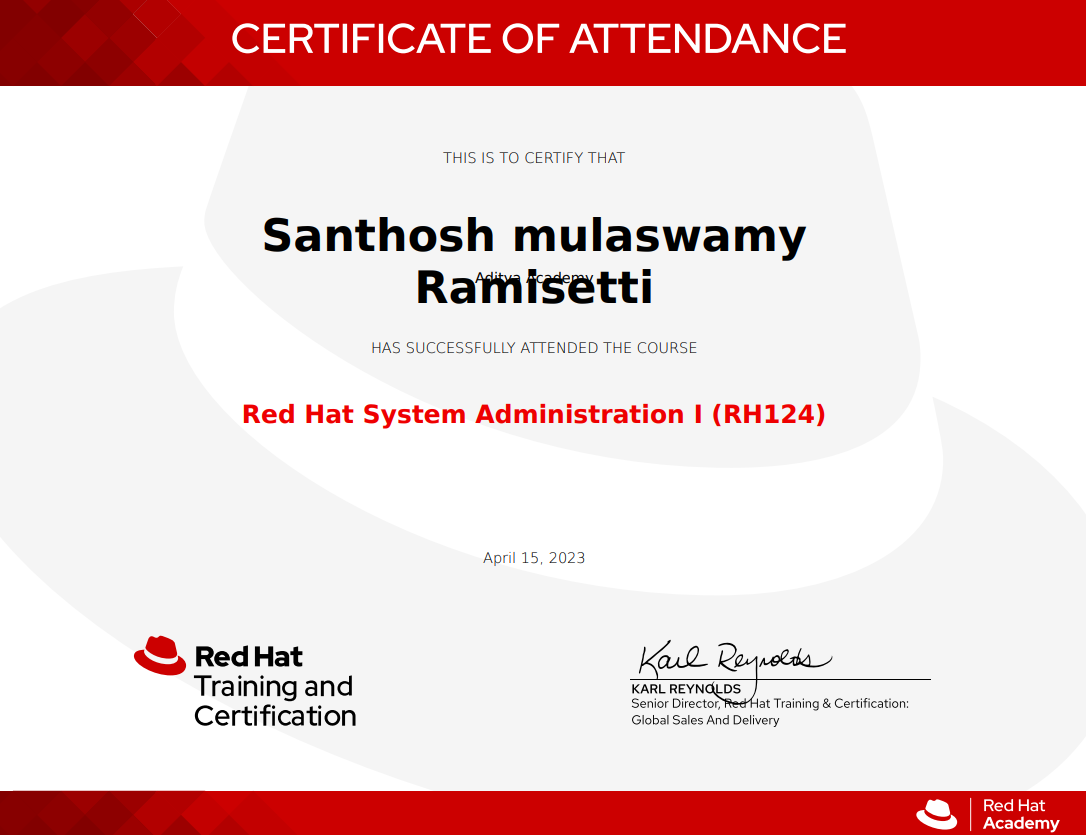 CERTIFICATE OF ATTENDANCE
THIS IS TO CERTIFY THAT
Santhosh mulaswamy
Aditya Academy
Ramisetti
HAS SUCCESSFULLY ATTENDED THE COURSE
Red Hat System Administration I (RH124)
April 15, 2023
Red Hat
Training and
Certification
Karl Reynolds
KARL REYNOLDS
Senior Director, Red Hat Training & Certification:
Global Sales And Delivery
Red Hat
Academy